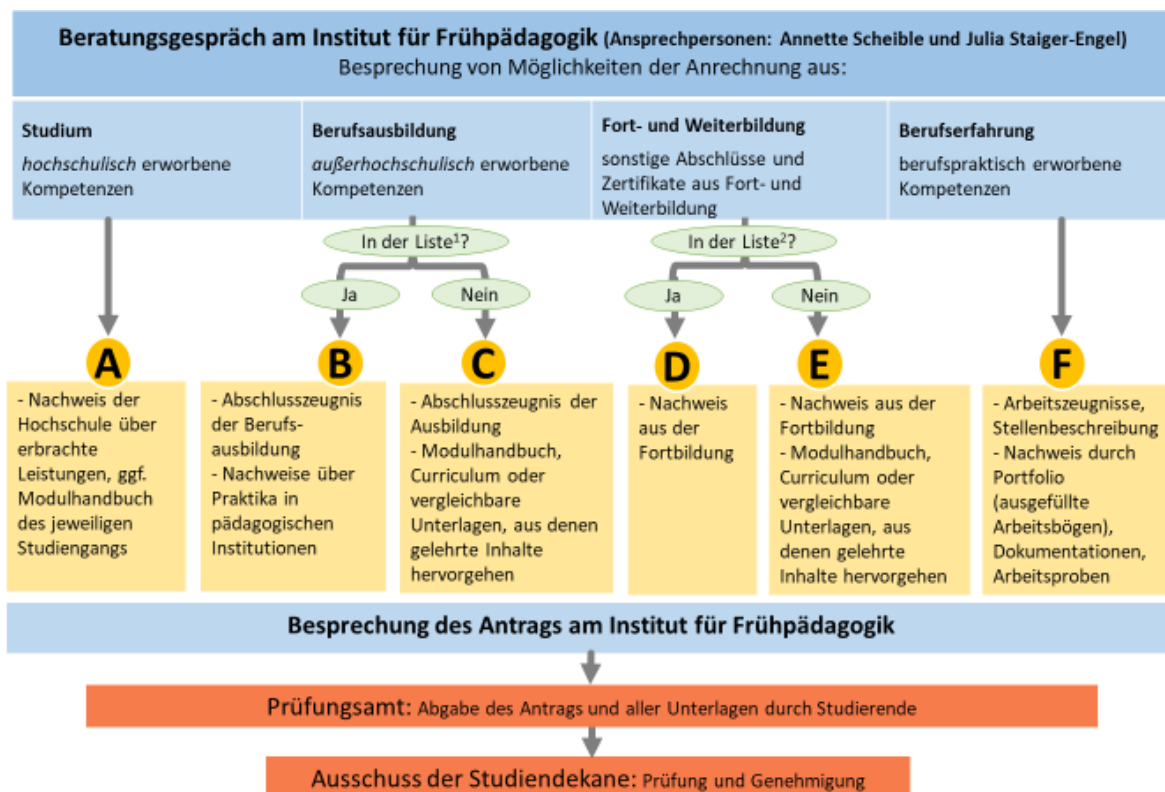 Beratungsgespräch am Institut für Frühpädagogik (Ansprechpersonen: Annette Scheible und Julia Staiger-Engel)
Besprechung von Möglichkeiten der Anrechnung aus:
Studium
hochschulisch erworbene
Kompetenzen
Berufsausbildung
außerhochschulisch erworbene
Kompetenzen
Fort- und Weiterbildung
sonstige Abschlüsse und
Zertifikate aus Fort- und
Weiterbildung
Berufserfahrung
berufspraktisch erworbene
Kompetenzen
In der Liste¹?
In der Liste²?
Ja
Nein
Ja
Nein
A
- Nachweis der
Hochschule über
erbrachte
Leistungen, ggf.
Modulhandbuch
des jeweiligen
Studiengangs
B
- Abschlusszeugnis
der Berufs-
ausbildung
- Nachweise über
Praktika in
pädagogischen
Institutionen
C
- Abschlusszeugnis der
Ausbildung
- Modulhandbuch,
Curriculum oder
vergleichbare
Unterlagen, aus denen
gelehrte Inhalte
hervorgehen
D
- Nachweis
aus der
Fortbildung
E
- Nachweis aus der
Fortbildung
- Modulhandbuch,
Curriculum oder
vergleichbare
Unterlagen, aus
denen gelehrte
Inhalte hervorgehen
F
- Arbeitszeugnisse,
Stellenbeschreibung
- Nachweis durch
Portfolio
(ausgefüllte
Arbeitsbögen),
Dokumentationen,
Arbeitsproben
Besprechung des Antrags am Institut für Frühpädagogik
Prüfungsamt: Abgabe des Antrags und aller Unterlagen durch Studierende
Ausschuss der Studiendekane: Prüfung und Genehmigung